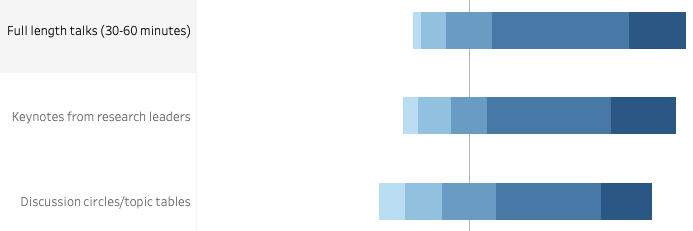 Full length talks (30-60 minutes)
Keynotes from research leaders
Discussion circles/topic tables